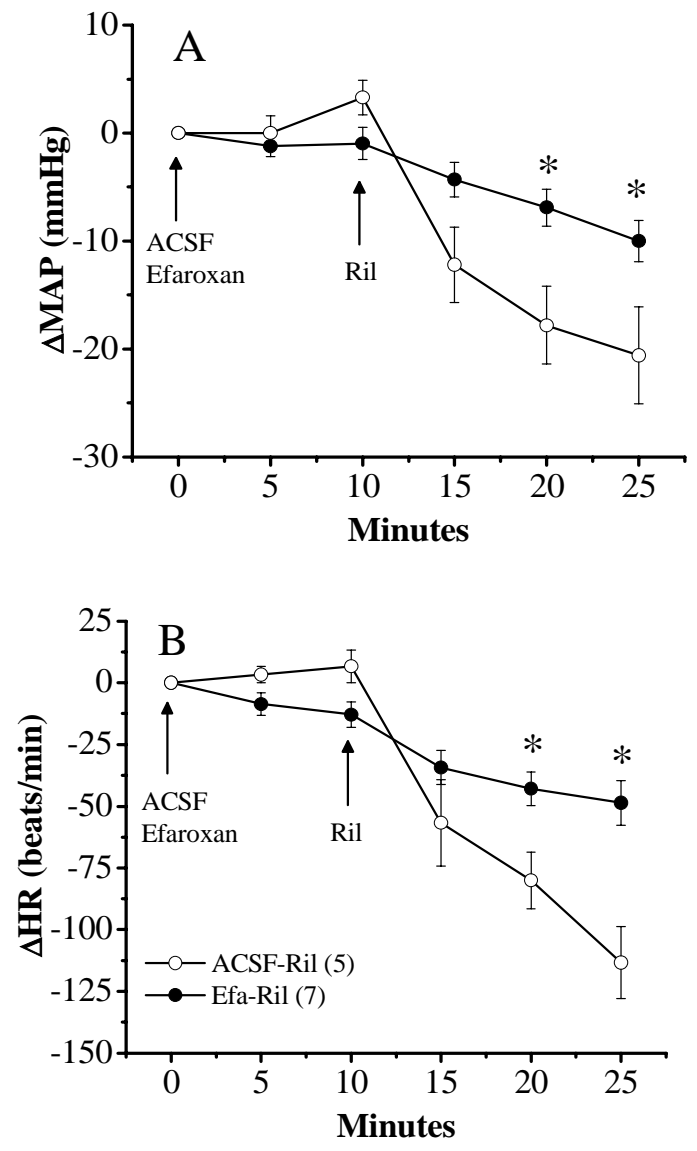 A
10
0
-10
-20
-30
ΔMAP (mmHg)
ACSF
Efaroxan
Ril
*
*
0 5 10 15 20 25
Minutes
B
25
0
-25
-50
-75
-100
-125
-150
ΔHR (beats/min)
ACSF
Efaroxan
Ril
*
*
ACSF-Ril (5)
Efa-Ril (7)
0 5 10 15 20 25
Minutes